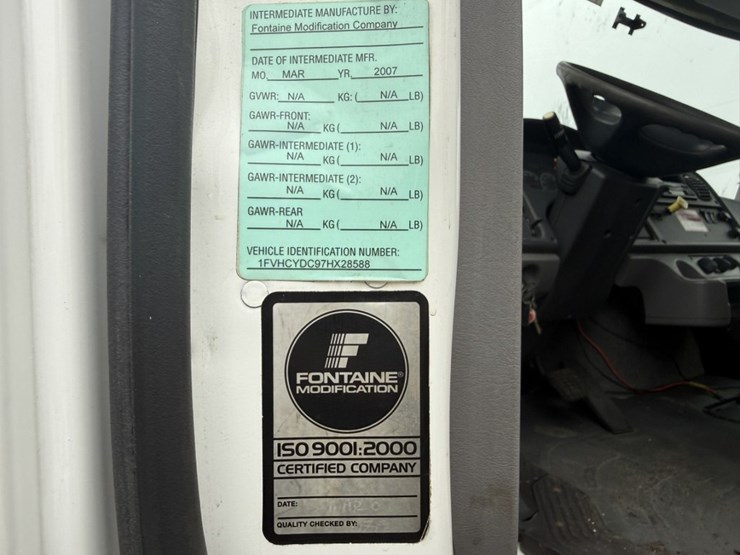 INTERMEDIATE MANUFACTURE BY:
Fontaine Modification Company
DATE OF INTERMEDIATE MFR.
MO. MAR YR. 2007
GVWR: N/A KG: ( N/A LB)
GAWR-FRONT:
N/A KG ( N/A LB)
GAWR-INTERMEDIATE (1):
N/A KG ( N/A LB)
GAWR-INTERMEDIATE (2):
N/A KG ( N/A LB)
GAWR-REAR
N/A KG ( N/A LB)
VEHICLE IDENTIFICATION NUMBER:
1FVHCYDC97HX28588
FONTAINE®
MODIFICATION
ISO 9001:2000
CERTIFIED COMPANY
DATE:
QUALITY CHECKED BY: